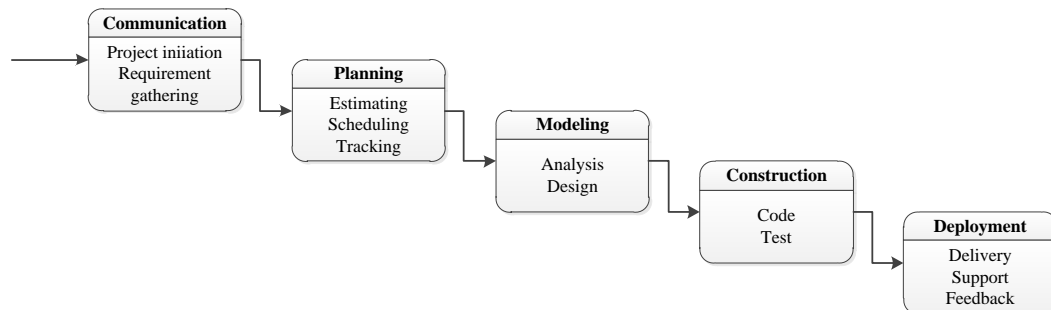 Communication
Project iniiation
Requirement
gathering
Planning
Estimating
Scheduling
Tracking
Modeling
Analysis
Design
Construction
Code
Test
Deployment
Delivery
Support
Feedback